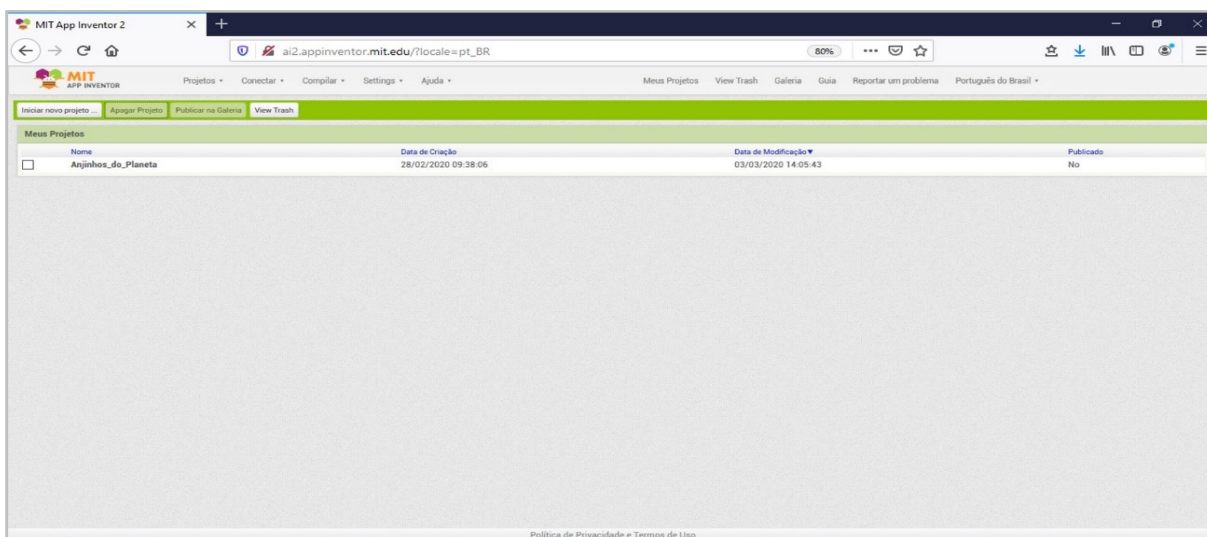 MIT App Inventor 2
ai2.appinventor.mit.edu/?locale=pt_BR
80%
MIT
APP INVENTOR
Projetos Conectar Compilar Settings Ajuda Meus Projetos View Trash Galeria Guia Reportar um problema Português do Brasil
Iniciar novo projeto ... Apagar Projeto Publicar na Galeria View Trash
Meus Projetos
Nome Data de Criação Data de Modificação Publicado
Anjinhos_do_Planeta 28/02/2020 09:38:06 03/03/2020 14:05:43 No
Política de Privacidade e Termos de Uso